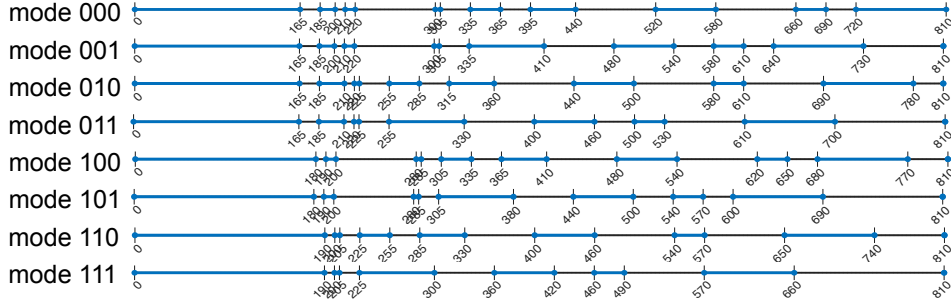 mode 000
0 165 185 200 210 220 300 305 335 365 395 440 520 580 660 690 720 810
mode 001
0 165 185 200 210 220 300 305 335 410 480 540 580 610 640 730 810
mode 010
0 165 185 210 220 225 255 285 315 360 440 500 580 610 690 780 810
mode 011
0 165 185 210 220 225 255 330 400 460 500 530 610 700 810
mode 100
0 180 190 200 280 285 305 335 365 410 480 540 620 650 680 770 810
mode 101
0 180 190 200 280 285 305 380 440 500 540 570 600 690 810
mode 110
0 190 200 205 225 255 285 330 400 460 540 570 650 740 810
mode 111
0 190 200 205 225 300 360 420 460 490 570 660 810